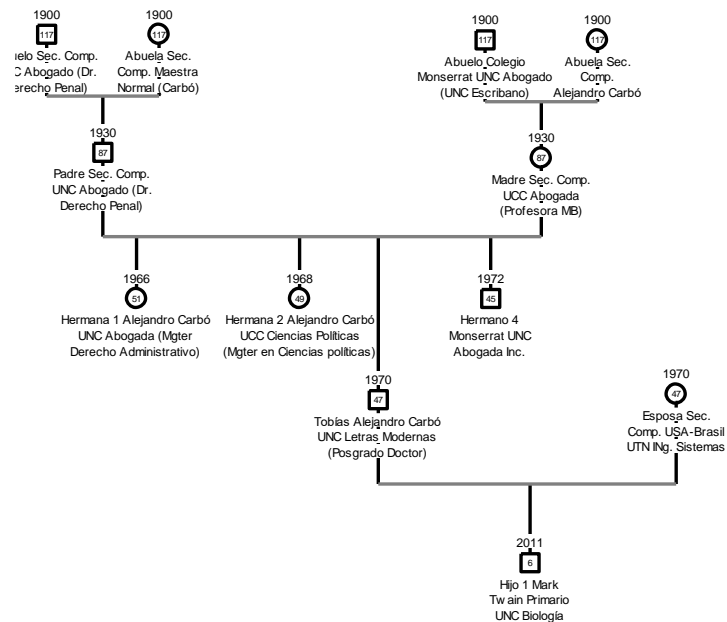 1900
117
uelo Sec. Comp.
C Abogado (Dr.
erecho Penal)
1900
117
Abuela Sec.
Comp. Maestra
Normal (Carbó)
1900
117
Abuelo Colegio
Monserrat UNC Abogado
(UNC Escribano)
1900
117
Abuela Sec.
Comp.
Alejandro Carbó
1930
87
Padre Sec. Comp.
UNC Abogado (Dr.
Derecho Penal)
1930
87
Madre Sec. Comp.
UCC Abogada
(Profesora MB)
1966
51
Hermana 1 Alejandro Carbó
UNC Abogada (Mgter
Derecho Administrativo)
1968
49
Hermana 2 Alejandro Carbó
UCC Ciencias Políticas
(Mgter en Ciencias políticas)
1972
45
Hermano 4
Monserrat UNC
Abogada Inc.
1970
47
Tobías Alejandro Carbó
UNC Letras Modernas
(Posgrado Doctor)
1970
47
Esposa Sec.
Comp. USA-Brasil
UTN INg. Sistemas
2011
6
Hijo 1 Mark
Twain Primario
UNC Biología